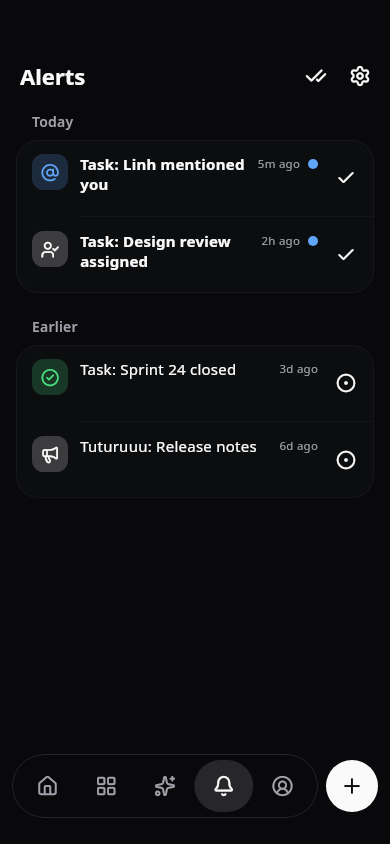 Alerts
Today
Task: Linh mentioned you
5m ago
Task: Design review assigned
2h ago
Earlier
Task: Sprint 24 closed
3d ago
Tuturuuu: Release notes
6d ago